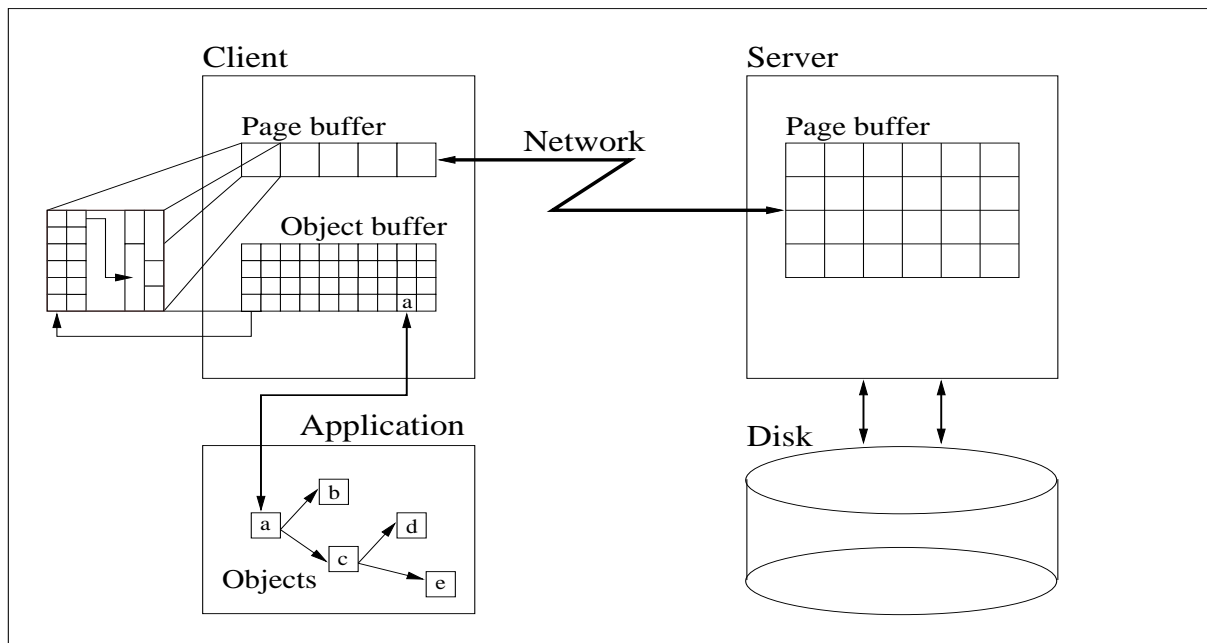 Client
Server
Page buffer
Network
Page buffer
Object buffer
a
Application
Disk
b
a
d
c
Objects
e